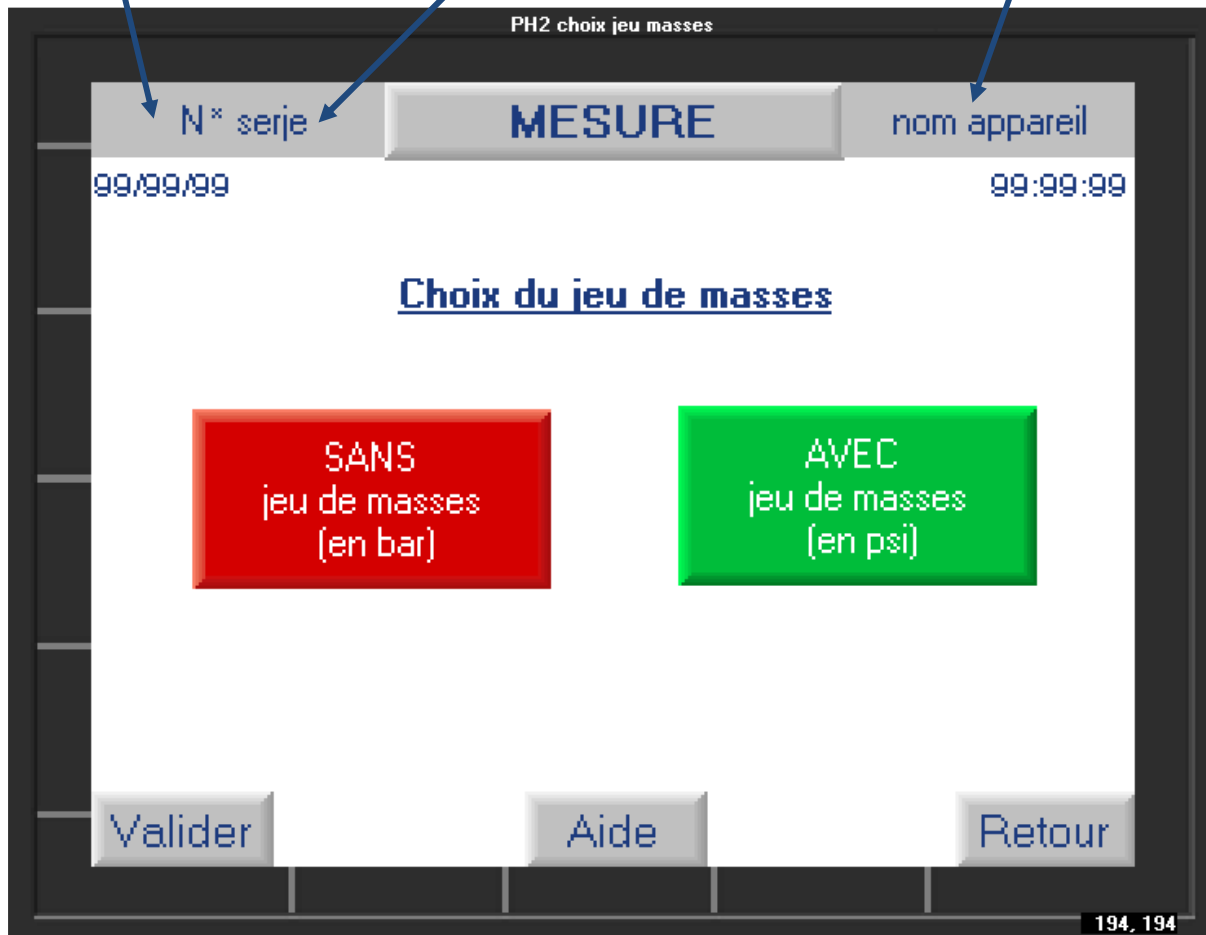 PH2 choix jeu masses
N* serje
MESURE
nom appareil
99/99/99
99:99:99
Choix du jeu de masses
SANS
jeu de masses
(en bar)
AVEC
jeu de masses
(en psi)
Valider
Aide
Retour
194, 194